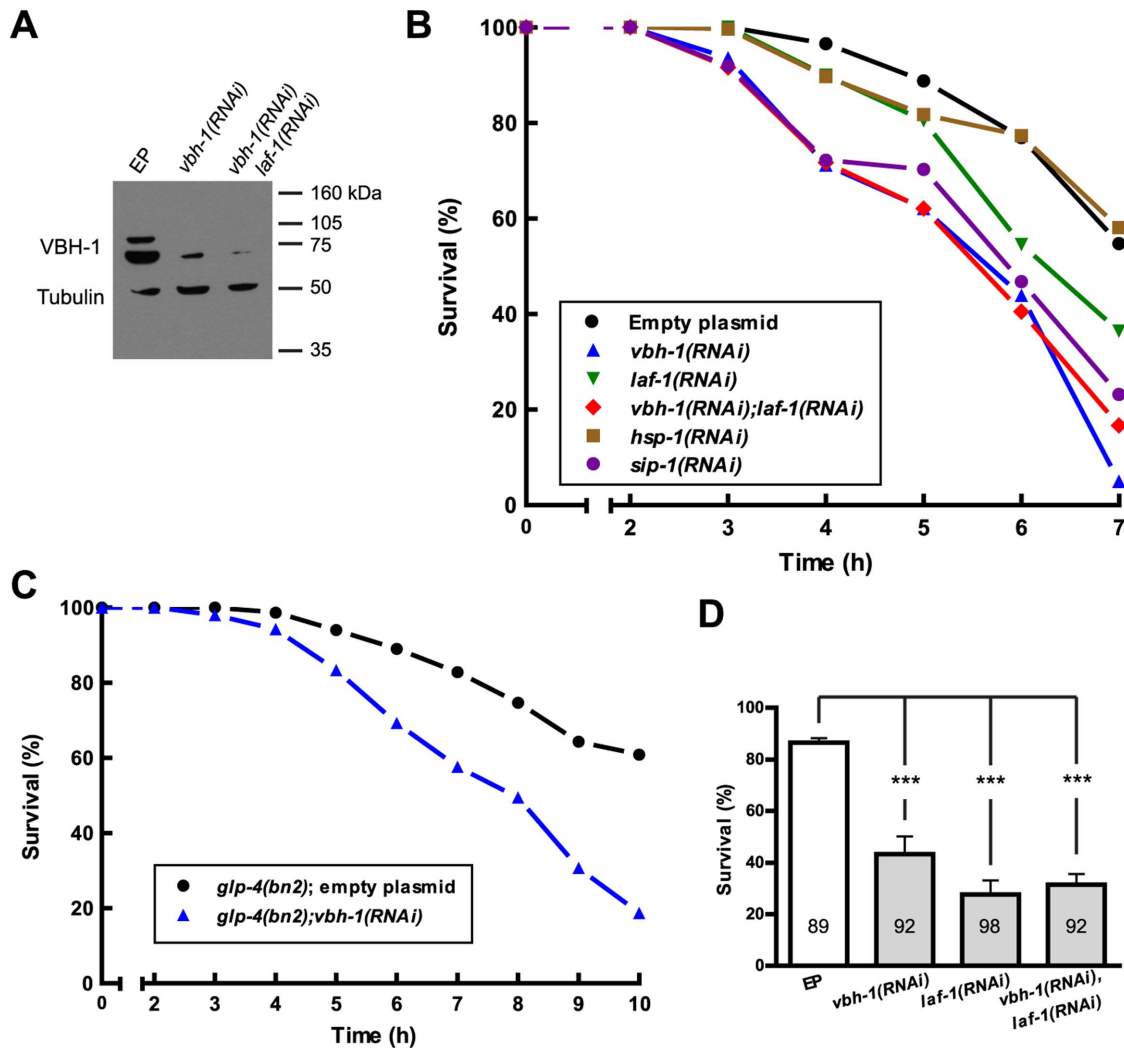 A
EP
vbh-1(RNAi)
vbh-1(RNAi)
laf-1(RNAi)
160 kDa
105
VBH-1
75
Tubulin
50
35
B
Survival (%)
100
80
60
40
20
0
Empty plasmid
vbh-1(RNAi)
laf-1(RNAi)
vbh-1(RNAi);laf-1(RNAi)
hsp-1(RNAi)
sip-1(RNAi)
0 2 3 4 5 6 7
Time (h)
C
Survival (%)
100
80
60
40
20
0
glp-4(bn2); empty plasmid
glp-4(bn2);vbh-1(RNAi)
0 2 3 4 5 6 7 8 9 10
Time (h)
D
Survival (%)
100
80
60
40
20
0
*** *** ***
89 92 98 92
EP
vbh-1(RNAi)
laf-1(RNAi)
vbh-1(RNAi),
laf-1(RNAi)